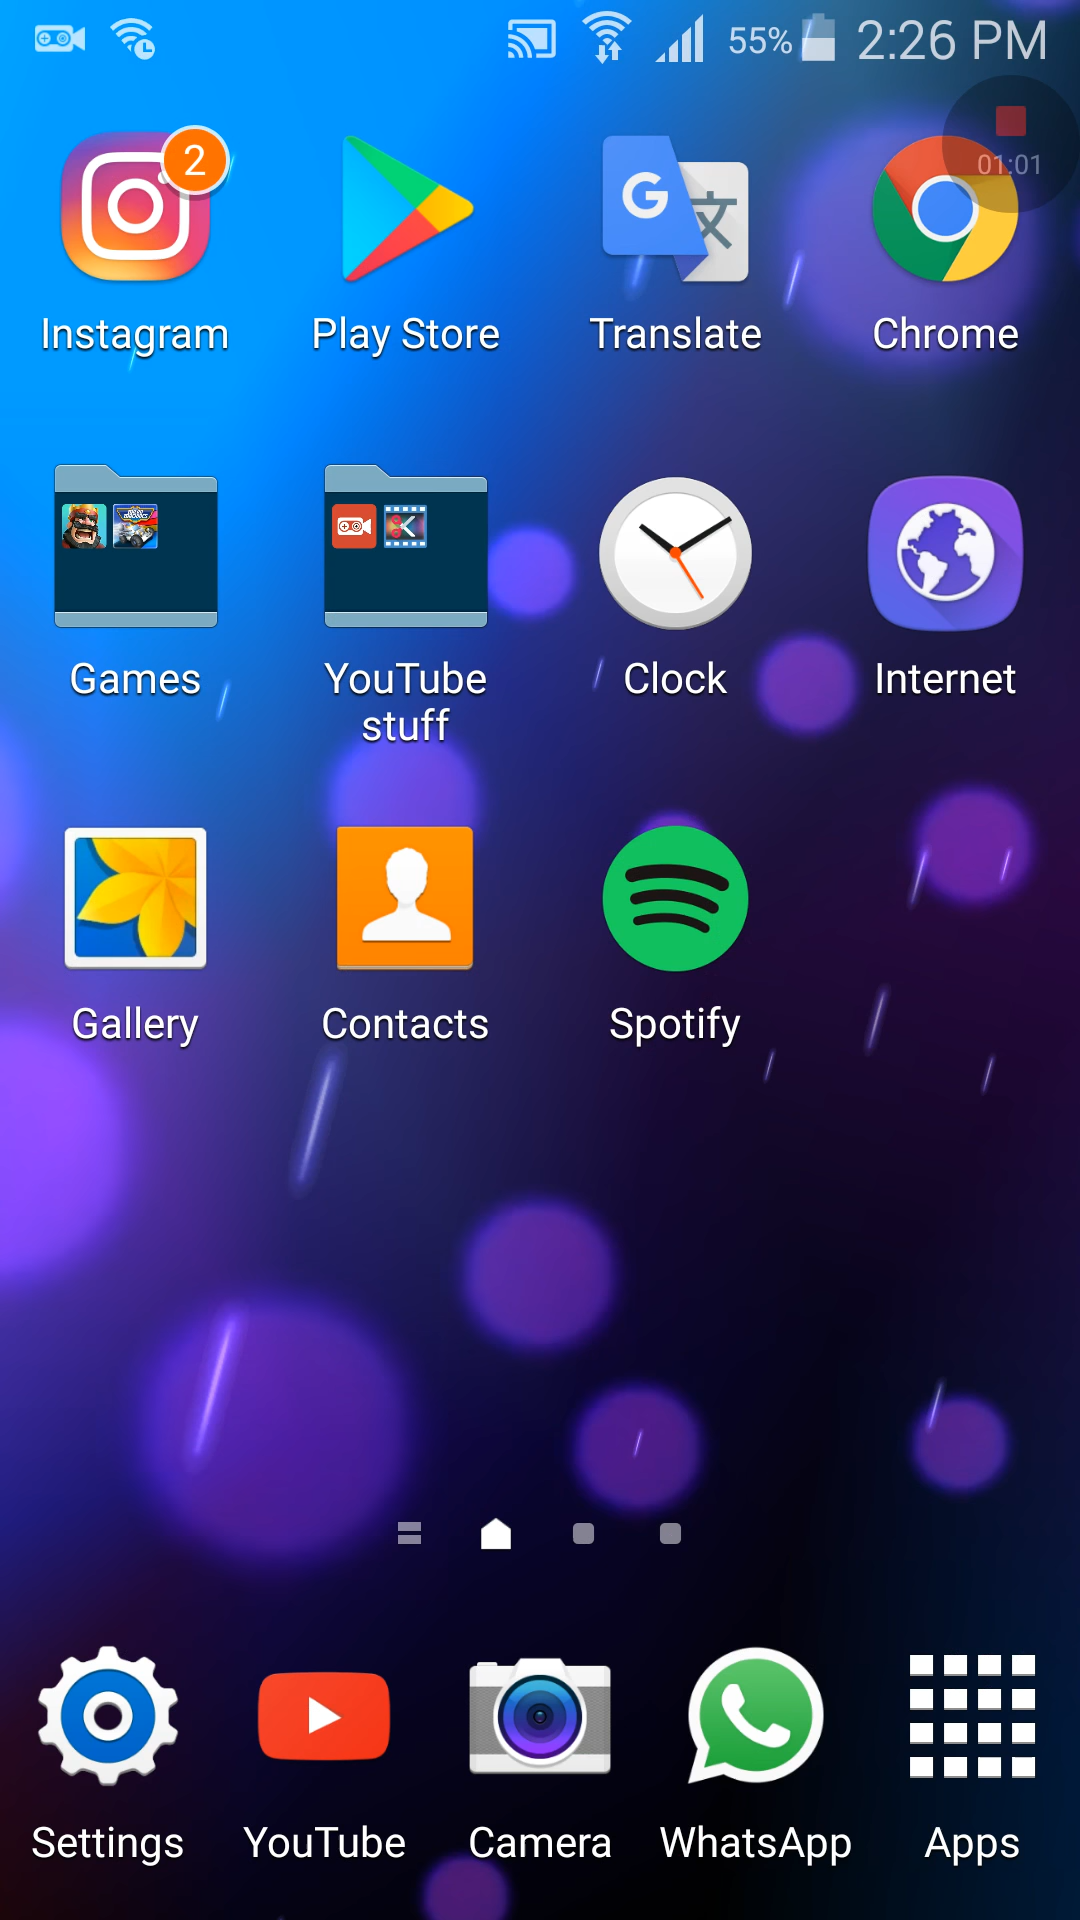 55% 2:26 PM
01:01
2
Instagram Play Store Translate Chrome
Games YouTube stuff Clock Internet
Gallery Contacts Spotify
Settings YouTube Camera WhatsApp Apps